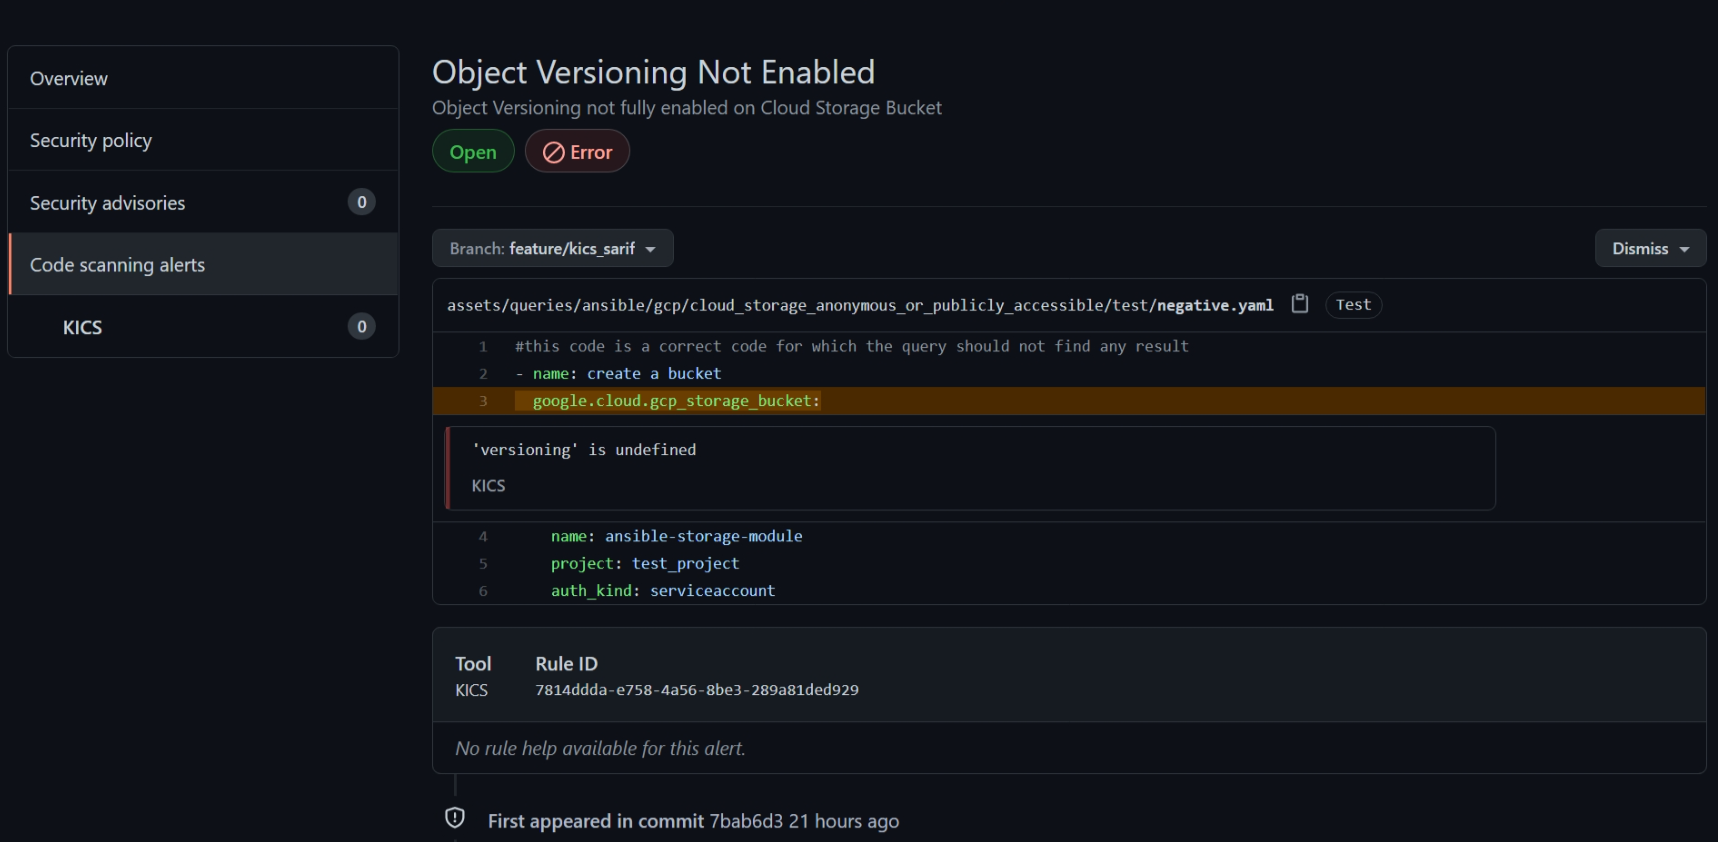 Overview
Security policy
Security advisories 0
Code scanning alerts
KICS 0
Object Versioning Not Enabled
Object Versioning not fully enabled on Cloud Storage Bucket
Open Error
Branch: feature/kics_sarif Dismiss
assets/queries/ansible/gcp/cloud_storage_anonymous_or_publicly_accessible/test/negative.yaml Test
1 #this code is a correct code for which the query should not find any result
2 - name: create a bucket
3 google.cloud.gcp_storage_bucket:
'versioning' is undefined
KICS
4 name: ansible-storage-module
5 project: test_project
6 auth_kind: serviceaccount
Tool Rule ID
KICS 7814ddda-e758-4a56-8be3-289a81ded929
No rule help available for this alert.
First appeared in commit 7bab6d3 21 hours ago